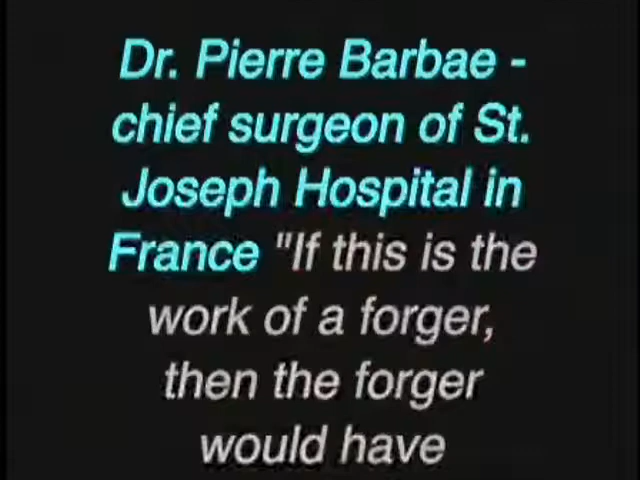 Dr. Pierre Barbae -
chief surgeon of St.
Joseph Hospital in
France "If this is the
work of a forger,
then the forger
would have